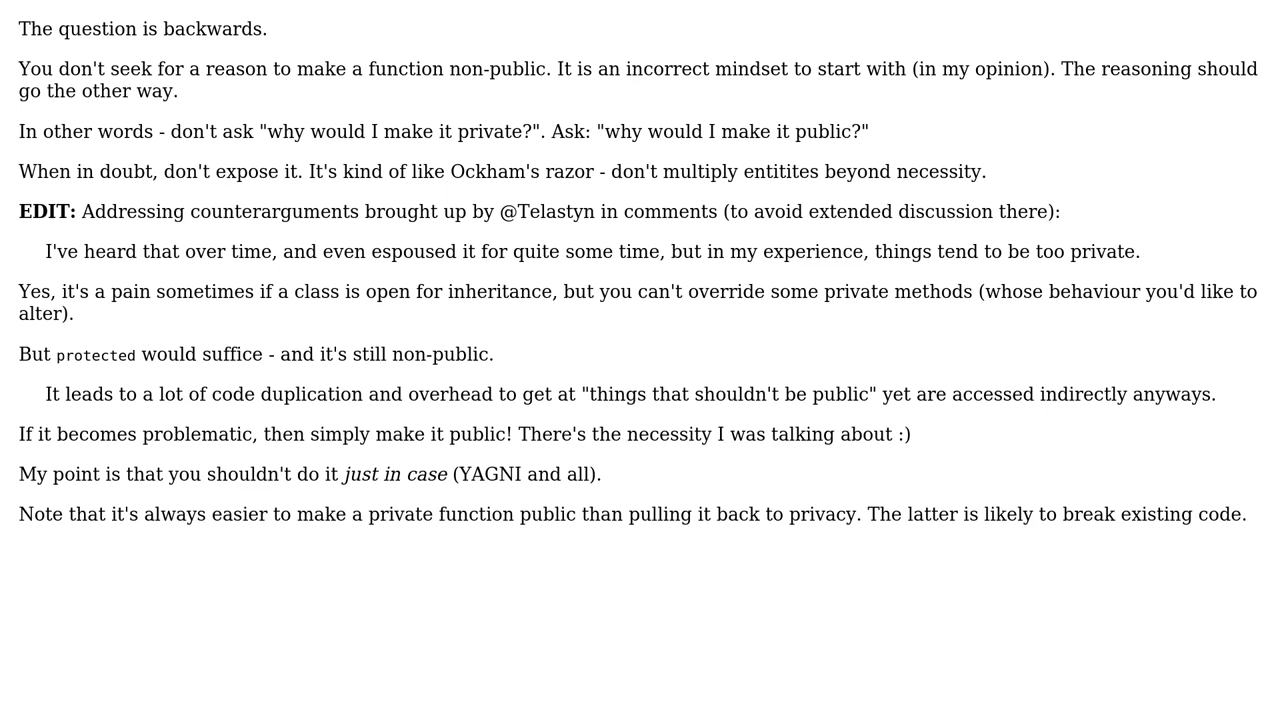 The question is backwards.
You don't seek for a reason to make a function non-public. It is an incorrect mindset to start with (in my opinion). The reasoning should
go the other way.
In other words - don't ask "why would I make it private?". Ask: "why would I make it public?"
When in doubt, don't expose it. It's kind of like Ockham's razor - don't multiply entitites beyond necessity.
EDIT: Addressing counterarguments brought up by @Telastyn in comments (to avoid extended discussion there):
I've heard that over time, and even espoused it for quite some time, but in my experience, things tend to be too private.
Yes, it's a pain sometimes if a class is open for inheritance, but you can't override some private methods (whose behaviour you'd like to
alter).
But protected would suffice - and it's still non-public.
It leads to a lot of code duplication and overhead to get at "things that shouldn't be public" yet are accessed indirectly anyways.
If it becomes problematic, then simply make it public! There's the necessity I was talking about :)
My point is that you shouldn't do it just in case (YAGNI and all).
Note that it's always easier to make a private function public than pulling it back to privacy. The latter is likely to break existing code.